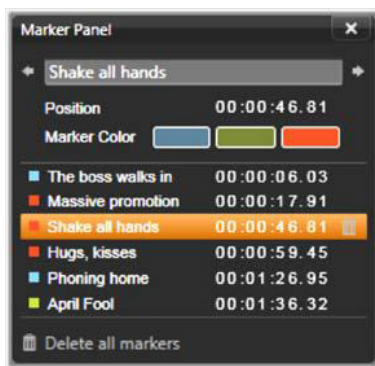 Marker Panel
Shake all hands
Position 00:00:46.81
Marker Color
The boss walks in 00:00:06.03
Massive promotion 00:00:17.91
Shake all hands 00:00:46.81
Hugs, kisses 00:00:59.45
Phoning home 00:01:26.95
April Fool 00:01:36.32
Delete all markers